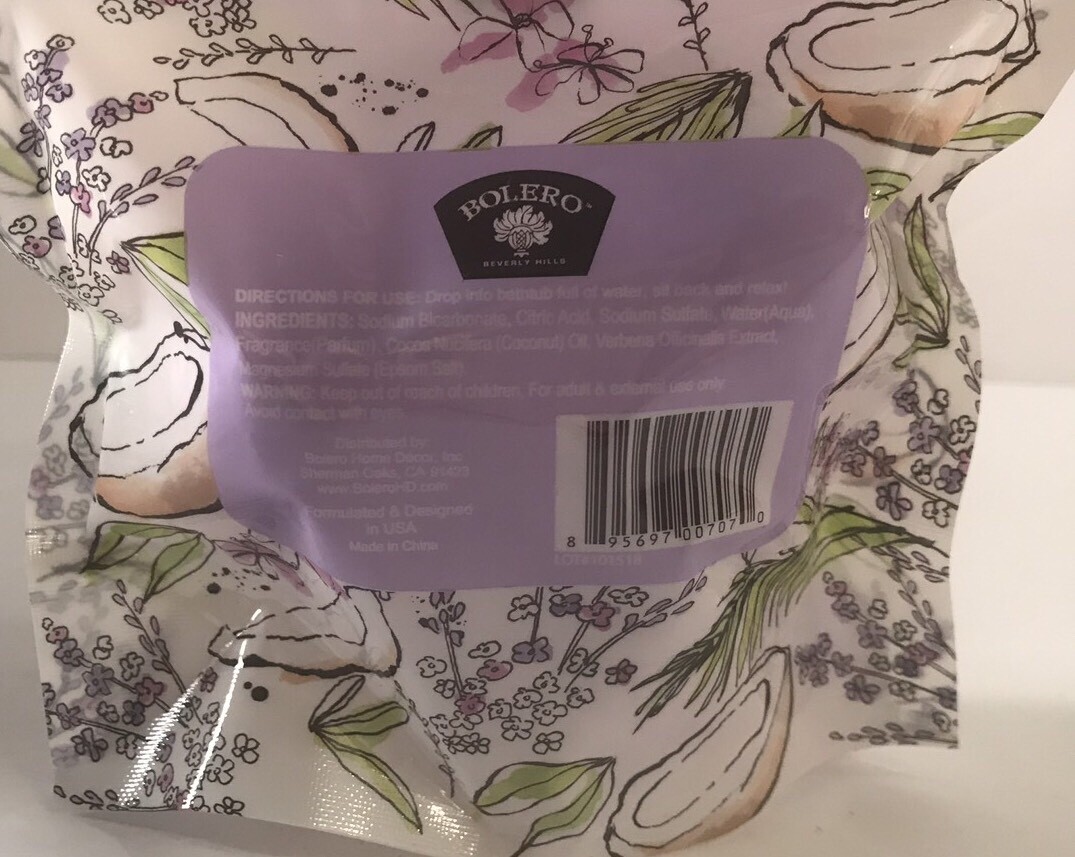 BOLERO™
BEVERLY HILLS
DIRECTIONS FOR USE: Drop into bathtub full of water, sit back and relax!
INGREDIENTS: Sodium Bicarbonate, Citric Acid, Sodium Sulfate, Water(Aqua),
Fragrance(Parfum), Cocos Nucifera (Coconut) Oil, Verbena Officinalis Extract,
Magnesium Sulfate (Epsom Salt)
WARNING: Keep out of reach of children. For adult & external use only.
Avoid contact with eyes.
Distributed by:
Bolero Home Decor, Inc
Sherman Oaks, CA 91423
www.BoleroHD.com
Formulated & Designed
in USA
Made in China
8 95697 00707 0
LOT#101518